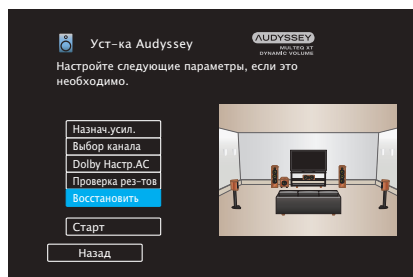 Уст-ка Audyssey
AUDYSSEY
MULTEQ XT
DYNAMIC VOLUME
Настройте следующие параметры, если это
необходимо.
Назнач.усил.
Выбор канала
Dolby Настр.АС
Проверка рез-тов
Восстановить
Старт
Назад